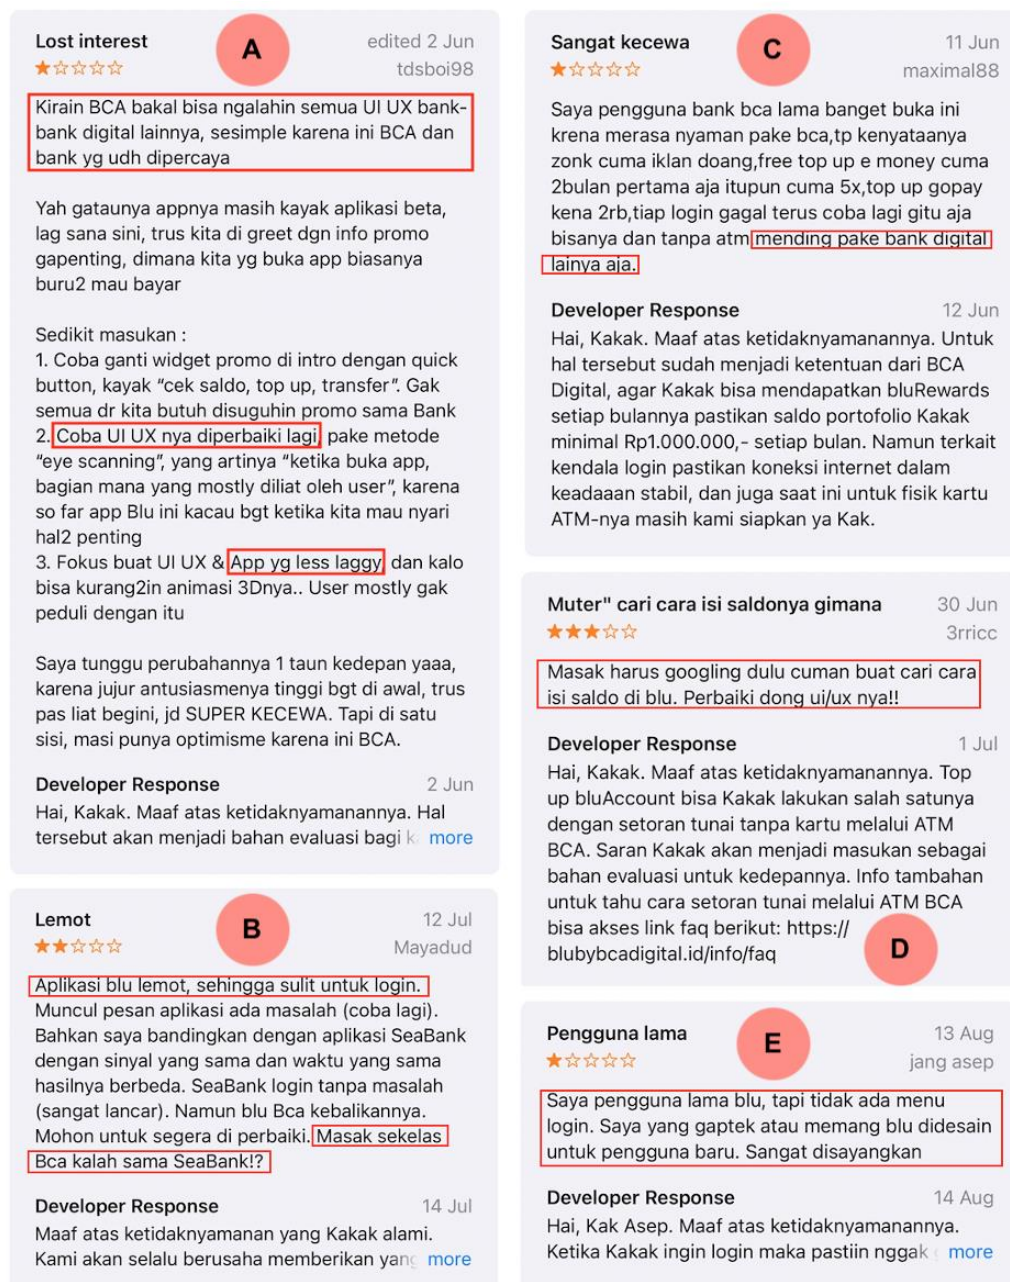 Lost interest
edited 2 Jun
tdsboi98
A
Kirain BCA bakal bisa ngalahin semua UI UX bank-
bank digital lainnya, sesimple karena ini BCA dan
bank yg udh dipercaya
Yah gataunya appnya masih kayak aplikasi beta,
lag sana sini, trus kita di greet dgn info promo
gapenting, dimana kita yg buka app biasanya
buru2 mau bayar
Sedikit masukan :
1. Coba ganti widget promo di intro dengan quick
button, kayak “cek saldo, top up, transfer”. Gak
semua dr kita butuh disuguhin promo sama Bank
2. Coba UI UX nya diperbaiki lagi, pake metode
“eye scanning”, yang artinya “ketika buka app,
bagian mana yang mostly diliat oleh user”, karena
so far app Blu ini kacau bgt ketika kita mau nyari
hal2 penting
3. Fokus buat UI UX & App yg less laggy, dan kalo
bisa kurang2in animasi 3Dnya.. User mostly gak
peduli dengan itu
Saya tunggu perubahannya 1 taun kedepan yaaa,
karena jujur antusiasmenya tinggi bgt di awal, trus
pas liat begini, jd SUPER KECEWA. Tapi di satu
sisi, masi punya optimisme karena ini BCA.
Developer Response
2 Jun
Hai, Kakak. Maaf atas ketidaknyamanannya. Hal
tersebut akan menjadi bahan evaluasi bagi more
Lemot
12 Jul
Mayadud
B
Aplikasi blu lemot, sehingga sulit untuk login.
Muncul pesan aplikasi ada masalah (coba lagi).
Bahkan saya bandingkan dengan aplikasi SeaBank
dengan sinyal yang sama dan waktu yang sama
hasilnya berbeda. SeaBank login tanpa masalah
(sangat lancar). Namun blu Bca kebalikannya.
Mohon untuk segera di perbaiki. Masak sekelas
Bca kalah sama SeaBank!?
Developer Response
14 Jul
Maaf atas ketidaknyamanan yang Kakak alami.
Kami akan selalu berusaha memberikan yang more
Sangat kecewa
11 Jun
maximal88
C
Saya pengguna bank bca lama banget buka ini
krena merasa nyaman pake bca,tp kenyataanya
zonk cuma iklan doang,free top up e money cuma
2bulan pertama aja itupun cuma 5x,top up gopay
kena 2rb,tiap login gagal terus coba lagi gitu aja
bisanya dan tanpa atm mending pake bank digital
lainya aja.
Developer Response
12 Jun
Hai, Kakak. Maaf atas ketidaknyamanannya. Untuk
hal tersebut sudah menjadi ketentuan dari BCA
Digital, agar Kakak bisa mendapatkan bluRewards
setiap bulannya pastikan saldo portofolio Kakak
minimal Rp1.000.000,- setiap bulan. Namun terkait
kendala login pastikan koneksi internet dalam
keadaaan stabil, dan juga saat ini untuk fisik kartu
ATM-nya masih kami siapkan ya Kak.
Muter" cari cara isi saldonya gimana
30 Jun
3rricc
Masak harus googling dulu cuman buat cari cara
isi saldo di blu. Perbaiki dong ui/ux nya!!
Developer Response
1 Jul
Hai, Kakak. Maaf atas ketidaknyamanannya. Top
up bluAccount bisa Kakak lakukan salah satunya
dengan setoran tunai tanpa kartu melalui ATM
BCA. Saran Kakak akan menjadi masukan sebagai
bahan evaluasi untuk kedepannya. Info tambahan
untuk tahu cara setoran tunai melalui ATM BCA
bisa akses link faq berikut: https://
blubybcadigital.id/info/faq
D
Pengguna lama
13 Aug
jang asep
E
Saya pengguna lama blu, tapi tidak ada menu
login. Saya yang gaptek atau memang blu didesain
untuk pengguna baru. Sangat disayangkan
Developer Response
14 Aug
Hai, Kak Asep. Maaf atas ketidaknyamanannya.
Ketika Kakak ingin login maka pastiin nggak more